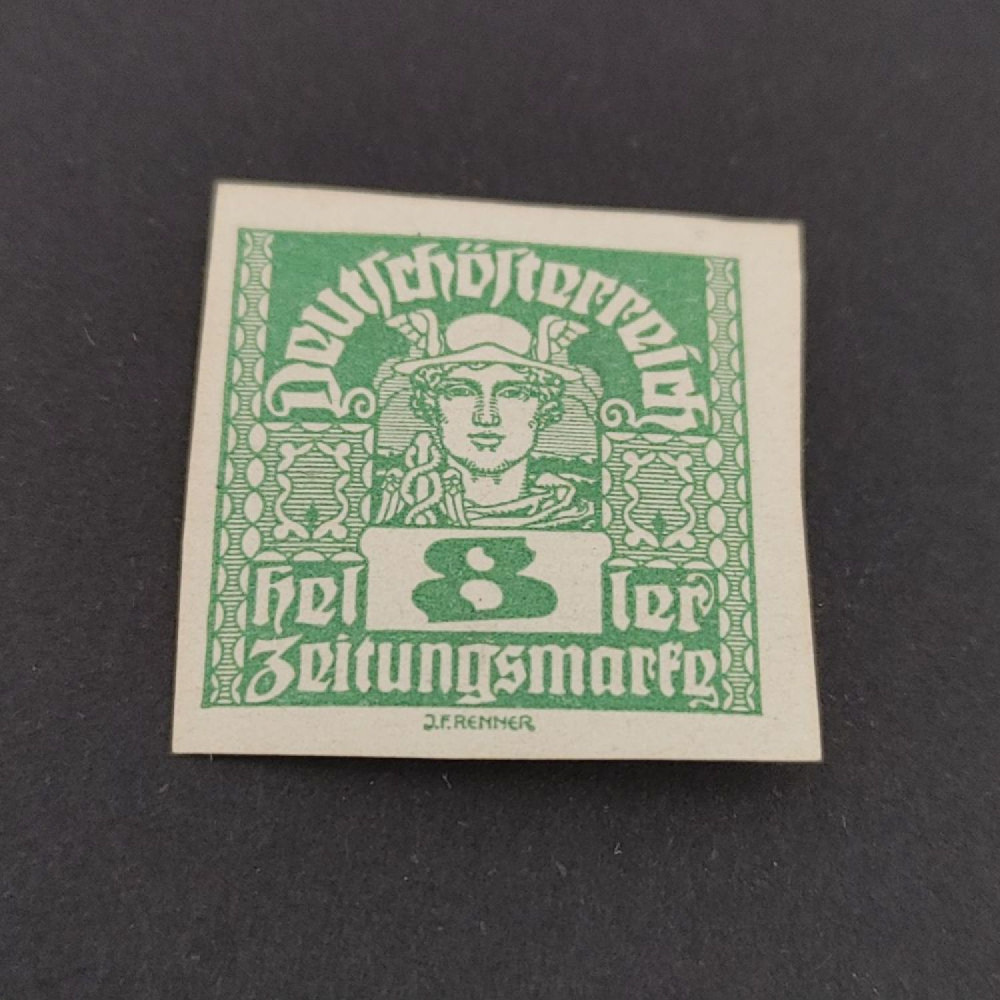 Deutschösterreich
hel 8 ler
Zeitungsmarke
J.F.RENNER